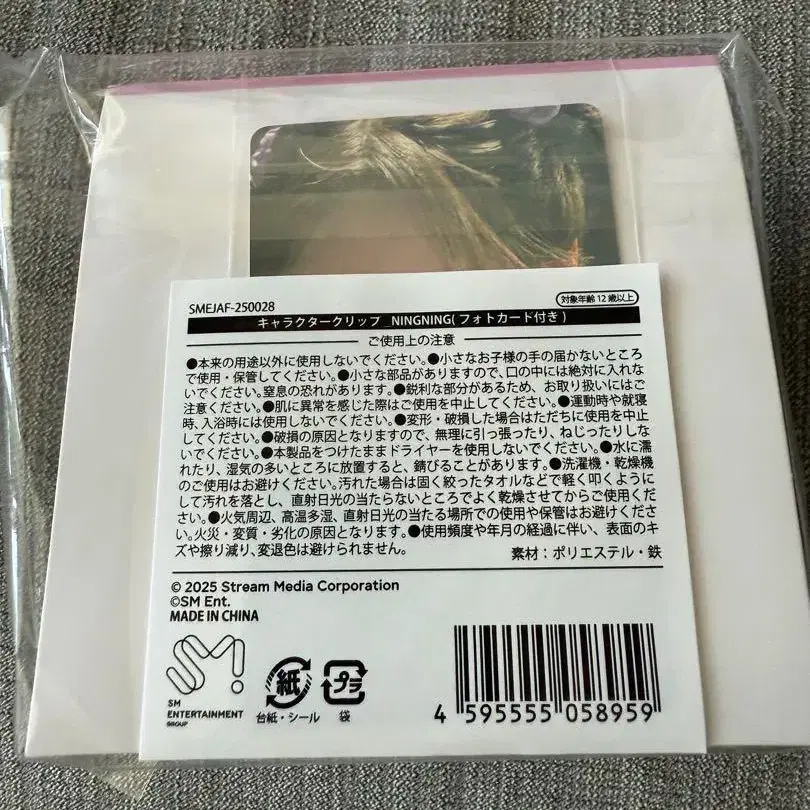 SMEJAF-250028
対象年齢12歳以上
キャラクタークリップ_NINGNING(フォトカード付き)
ご使用上の注意
●本来の用途以外に使用しないでください。●小さなお子様の手の届かないところ
で使用・保管してください。●小さな部品がありますので、口の中には絶対に入れな
いでください。窒息の恐れがあります。●鋭利な部分があるため、お取り扱いにはご
注意ください。●肌に異常を感じた際はご使用を中止してください。●運動時や就寝
時、入浴時には使用しないでください。●変形・破損した場合はただちに使用を中止
してください。●破損の原因となりますので、無理に引っ張ったり、ねじったりしな
いでください。●本製品をつけたままドライヤーを使用しないでください。●水に濡
れたり、湿気の多いところに放置すると、錆びることがあります。●洗濯機・乾燥機
のご使用はお避けください。汚れた場合は固く絞ったタオルなどで軽く叩くようにし
て汚れを落とし、直射日光の当たらないところでよく乾燥させてからご使用くださ
い。●火気周辺、高温多湿、直射日光の当たる場所での使用や保管はお避けくださ
い。火災・変質・劣化の原因となります。●使用頻度や年月の経過に伴い、表面のキ
ズや擦り減り、変退色は避けられません。
素材：ポリエステル・鉄
© 2025 Stream Media Corporation
©SM Ent.
MADE IN CHINA
SM
ENTERTAINMENT
GROUP
紙
台紙・シール
プラ
袋
4 595555 058959